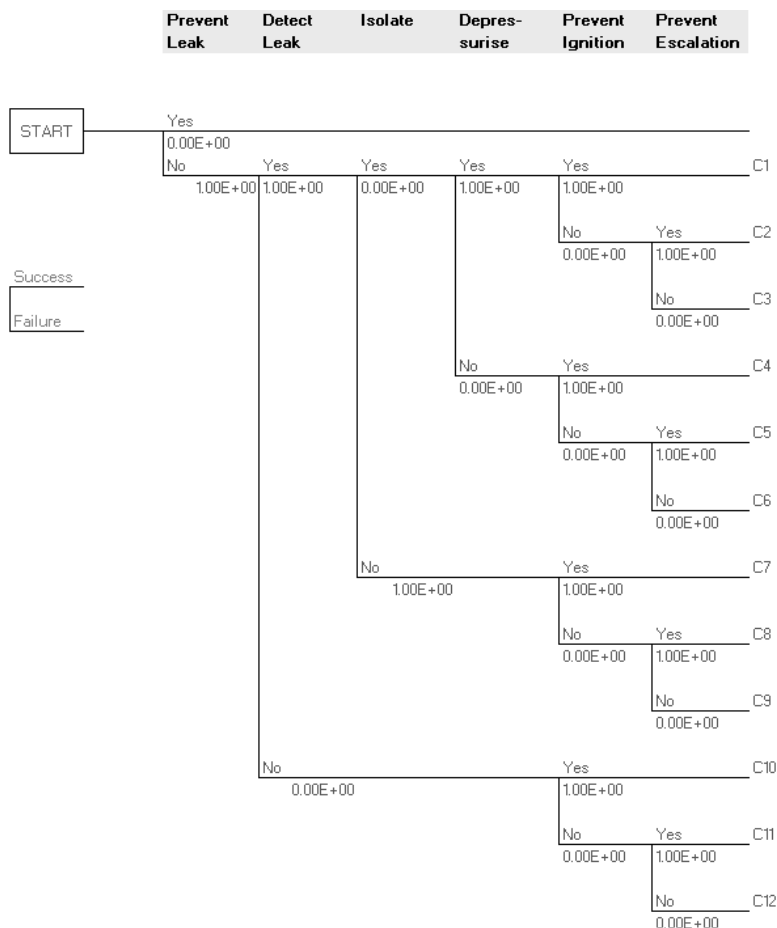 Prevent Detect Isolate Depres- Prevent Prevent
Leak Leak surise Ignition Escalation
START
Yes
0.00E+00
No Yes Yes Yes Yes C1
1.00E+00 1.00E+00 0.00E+00 1.00E+00 1.00E+00
No Yes C2
0.00E+00 1.00E+00
Success
No C3
Failure
0.00E+00
No Yes C4
0.00E+00 1.00E+00
No Yes C5
0.00E+00 1.00E+00
No C6
0.00E+00
No Yes C7
1.00E+00 1.00E+00
No Yes C8
0.00E+00 1.00E+00
No C9
0.00E+00
No Yes C10
0.00E+00 1.00E+00
No Yes C11
0.00E+00 1.00E+00
No C12
0.00E+00